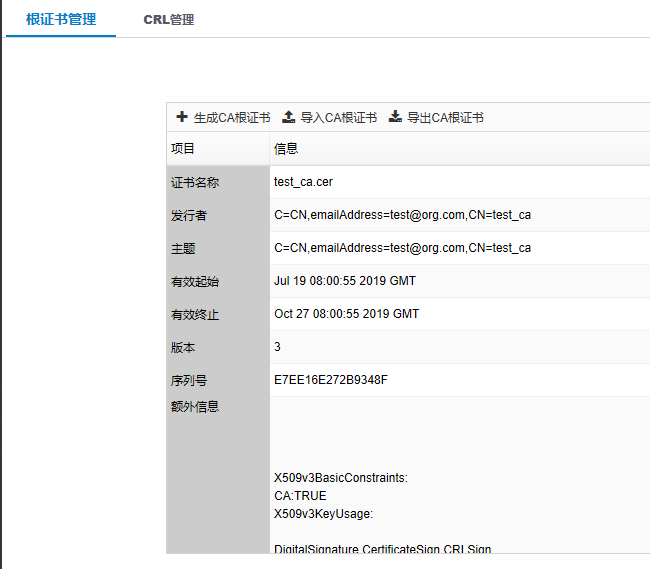 根证书管理 CRL管理
生成CA根证书 导入CA根证书 导出CA根证书
项目 信息
证书名称 test_ca.cer
发行者 C=CN,emailAddress=test@org.com,CN=test_ca
主题 C=CN,emailAddress=test@org.com,CN=test_ca
有效起始 Jul 19 08:00:55 2019 GMT
有效终止 Oct 27 08:00:55 2019 GMT
版本 3
序列号 E7EE16E272B9348F
额外信息
X509v3BasicConstraints:
CA:TRUE
X509v3KeyUsage:
DigitalSignature,CertificateSign,CRLSign